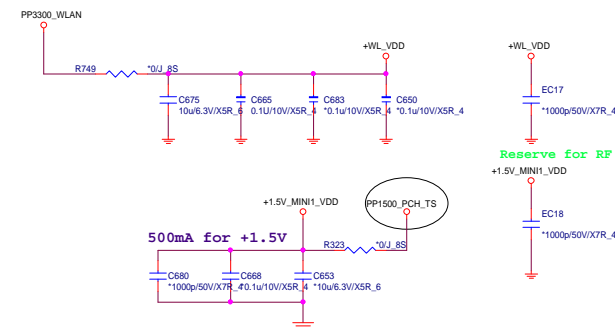 PP3300_WLAN
+WL_VDD
+WL_VDD
R749 *0/J_8S
C675
10u/6.3V/X5R_6
C665
0.1U/10V/X5R_4
C683
*0.1u/10V/X5R_4
C650
*0.1u/10V/X5R_4
EC17
*1000p/50V/X7R_4
Reserve for RF
+1.5V_MINI1_VDD
+1.5V_MINI1_VDD
PP1500_PCH_TS
EC18
*1000p/50V/X7R_4
500mA for +1.5V
R323 *0/J_8S
C680
*1000p/50V/X7R_4
C668
*0.1u/10V/X5R_4
C653
*10u/6.3V/X5R_6